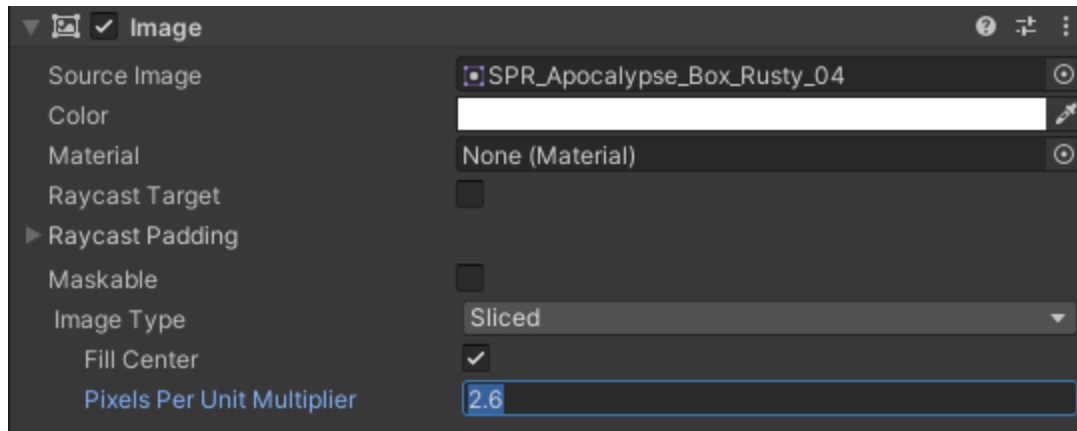 Image
Source Image SPR_Apocalypse_Box_Rusty_04
Color
Material None (Material)
Raycast Target
Raycast Padding
Maskable
Image Type Sliced
Fill Center
Pixels Per Unit Multiplier 2.6